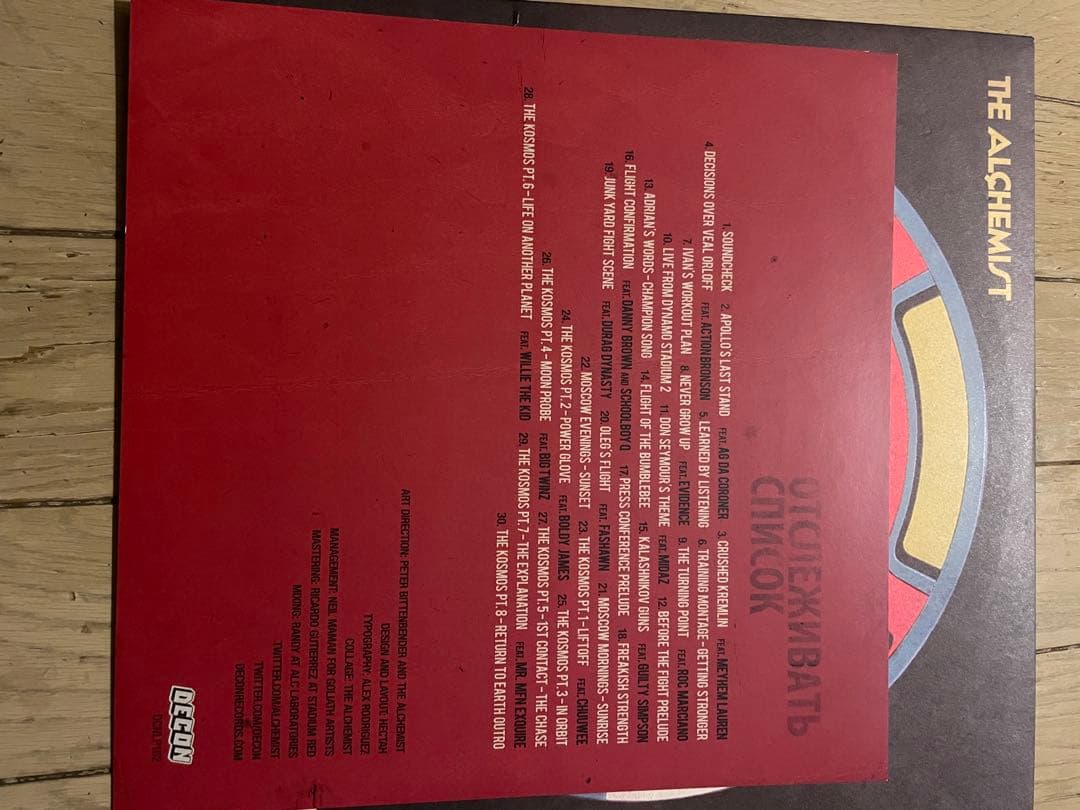 THE ALCHEMIST
ОТСЛЕЖИВАТЬ
СПИСОК
1. SOUNDCHECK 2. APOLLO'S LAST STAND FEAT. AG DA CORONER 3. CRUSHED KREMLIN FEAT. MEYHEM LAUREN
4. DECISIONS OVER VEAL ORLOFF FEAT. ACTION BRONSON 5. LEARNED BY LISTENING 6. TRAINING MONTAGE - GETTING STRONGER
7. IVAN'S WORKOUT PLAN 8. NEVER GROW UP FEAT. EVIDENCE 9. THE TURNING POINT FEAT. ROC MARCIANO
10. LIVE FROM DYNAMO STADIUM 2 11. DON SEYMOUR'S THEME FEAT. MIDAZ 12. BEFORE THE FIGHT PRELUDE
13. ADRIAN'S WORDS - CHAMPION SONG 14. FLIGHT OF THE BUMBLEBEE 15. KALASHNIKOV GUNS FEAT. GUILTY SIMPSON
16. FLIGHT CONFIRMATION FEAT. DANNY BROWN AND SCHOOLBOY Q 17. PRESS CONFERENCE PRELUDE 18. FREAKISH STRENGTH
19. JUNK YARD FIGHT SCENE FEAT. DURAG DYNASTY 20. OLEG'S FLIGHT FEAT. FASHAWN 21. MOSCOW MORNINGS - SUNRISE
22. MOSCOW EVENINGS - SUNSET 23. THE KOSMOS PT.1 - LIFTOFF FEAT. CHUUWEE
24. THE KOSMOS PT.2 - POWER GLOVE FEAT. BOLDY JAMES 25. THE KOSMOS PT.3 - IN ORBIT
26. THE KOSMOS PT.4 - MOON PROBE FEAT. BIG TWINZ 27. THE KOSMOS PT.5 - 1ST CONTACT - THE CHASE
28. THE KOSMOS PT.6 - LIFE ON ANOTHER PLANET FEAT. WILLIE THE KID 29. THE KOSMOS PT.7 - THE EXPLANATION FEAT. MR. MFN EXQUIRE
30. THE KOSMOS PT.8 - RETURN TO EARTH OUTRO
ART DIRECTION: PETER BITTENBENDER AND THE ALCHEMIST
DESIGN AND LAYOUT: HECTAH
TYPOGRAPHY: ALEX RODRIGUEZ
COLLAGE: THE ALCHEMIST
MANAGEMENT: NEIL MAMAN FOR GOLIATH ARTISTS
MASTERING: RICARDO GUTIERREZ AT STADIUM RED
MIXING: RANDY AT ALC LABORATORIES
TWITTER.COM/ALCHEMIST
TWITTER.COM/DECON
DECONRECORDS.COM
DECON